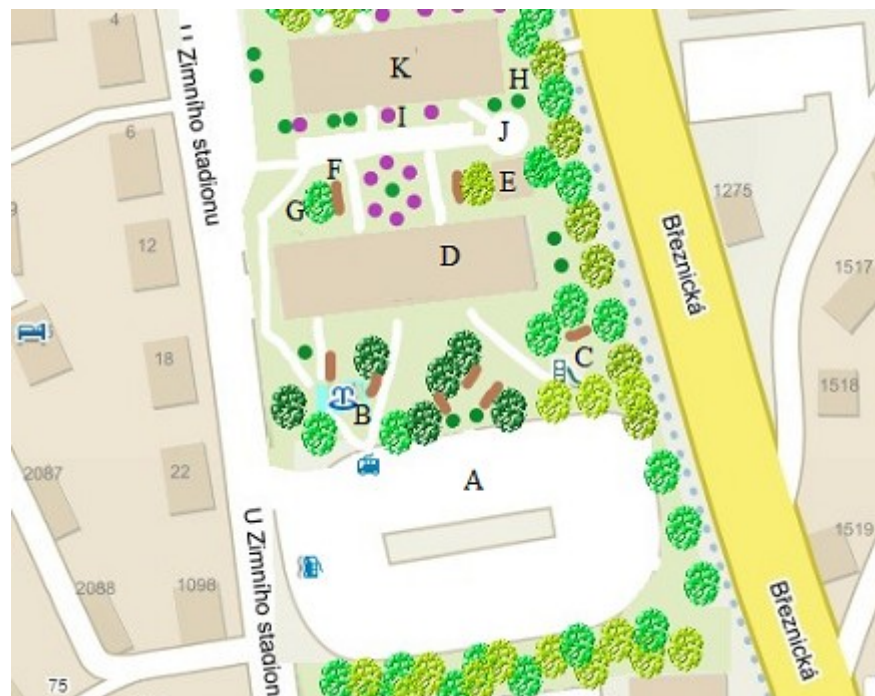 4
U Zimního stadionu
K
H
I
J
6
F
E
G
1275
Březnická
12
D
1517
C
18
1518
B
22
A
2087
1519
U Zimního stadion
2088
1098
Březnická
75